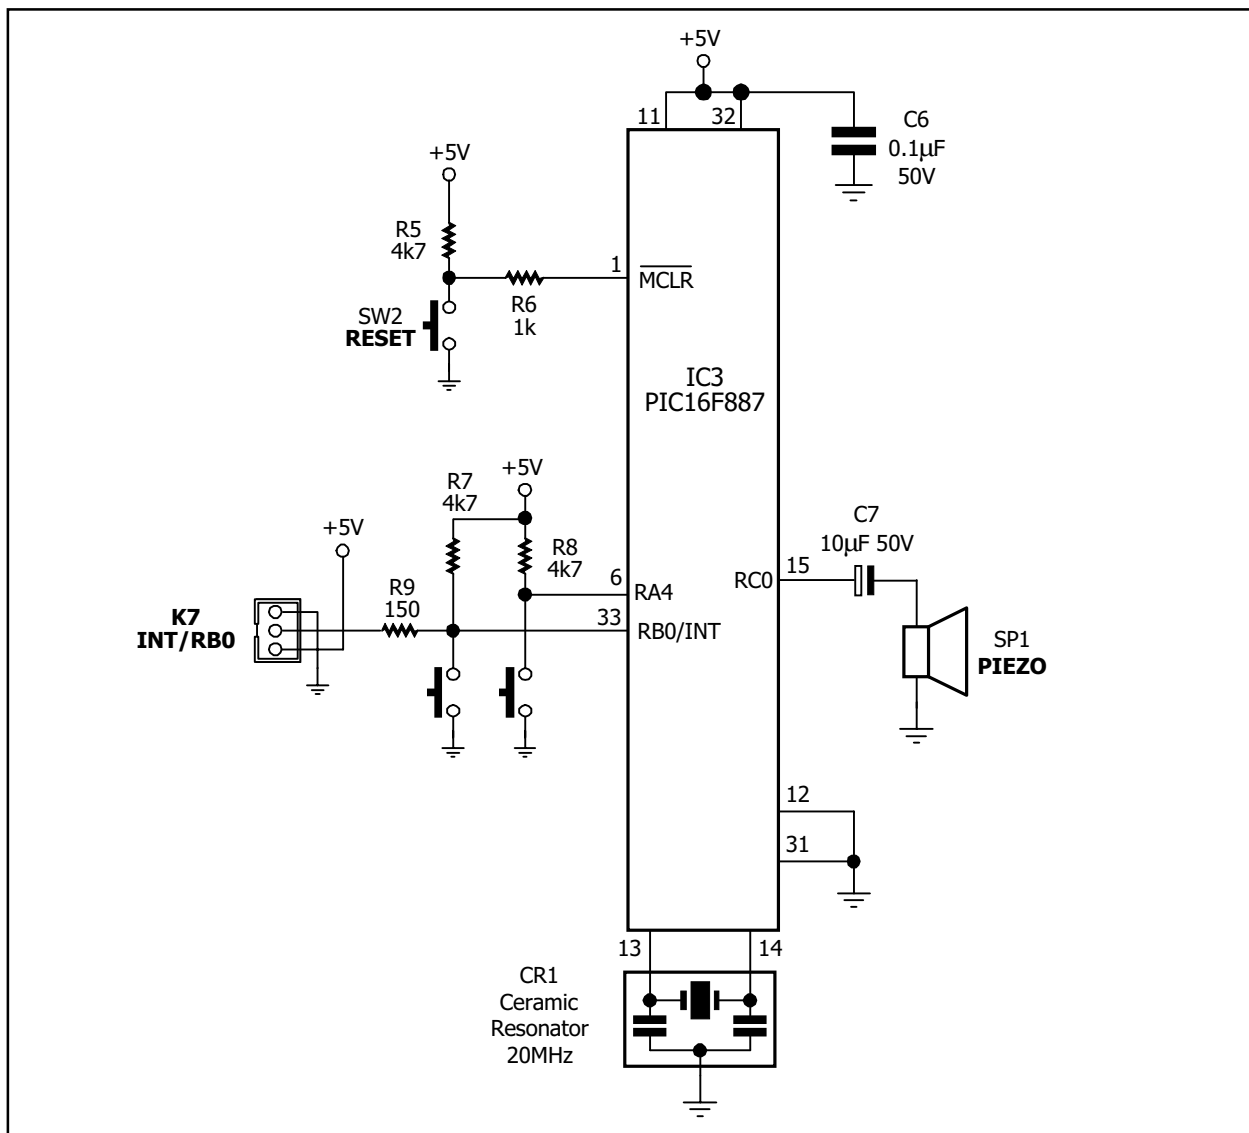 +5V
11
32
C6
0.1µF
50V
+5V
R5
4k7
1
MCLR
R6
1k
SW2
RESET
IC3
PIC16F887
+5V
R7
4k7
+5V
R8
4k7
C7
10µF 50V
15
RC0
6
RA4
R9
150
33
RB0/INT
K7
INT/RB0
SP1
PIEZO
12
31
13
14
CR1
Ceramic
Resonator
20MHz